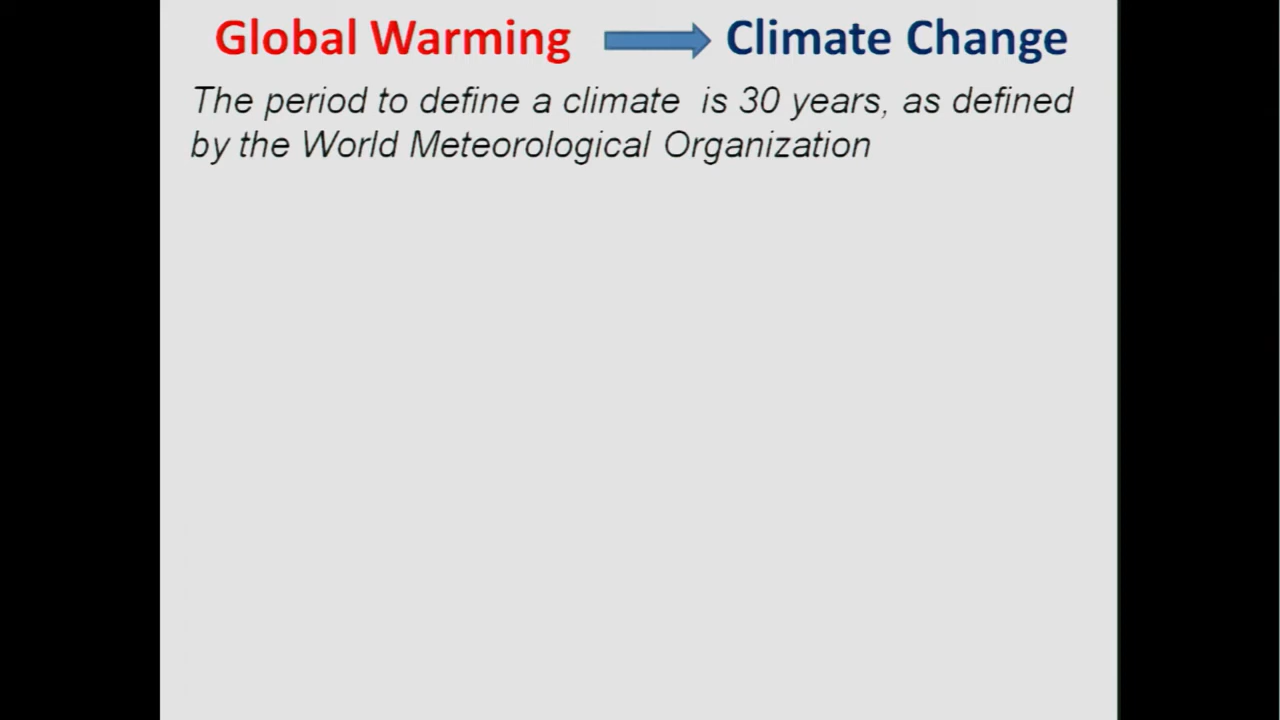 Global Warming Climate Change
The period to define a climate is 30 years, as defined
by the World Meteorological Organization